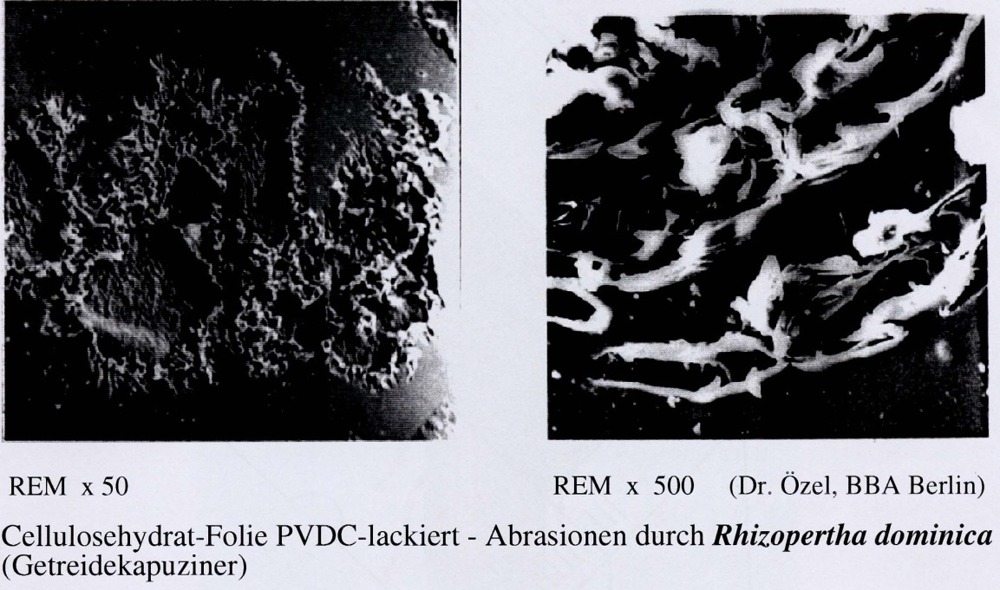 REM x 50
REM x 500 (Dr. Özel, BBA Berlin)
Cellulosehydrat-Folie PVDC-lackiert - Abrasionen durch Rhizopertha dominica
(Getreidekapuziner)